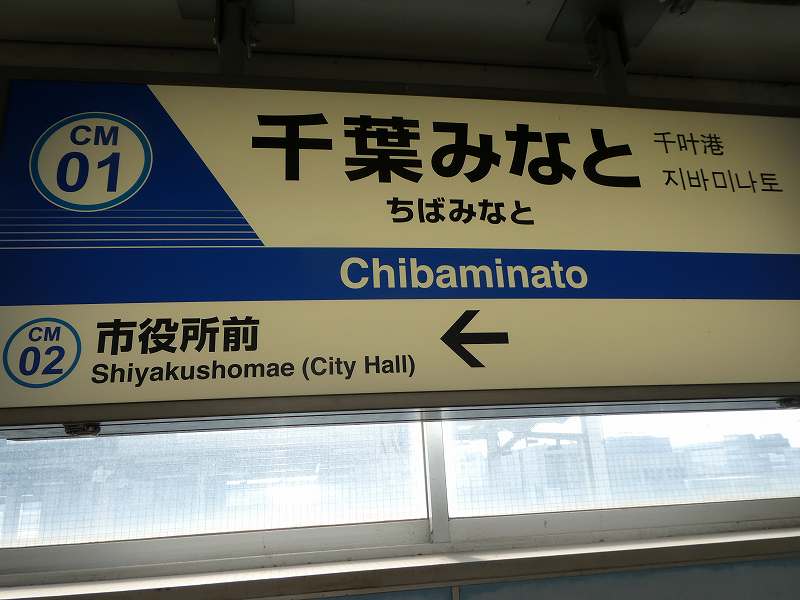 CM
01
千葉みなと
千叶港
지바미나토
ちばみなと
Chibaminato
CM
02
市役所前
Shiyakushomae (City Hall)
←